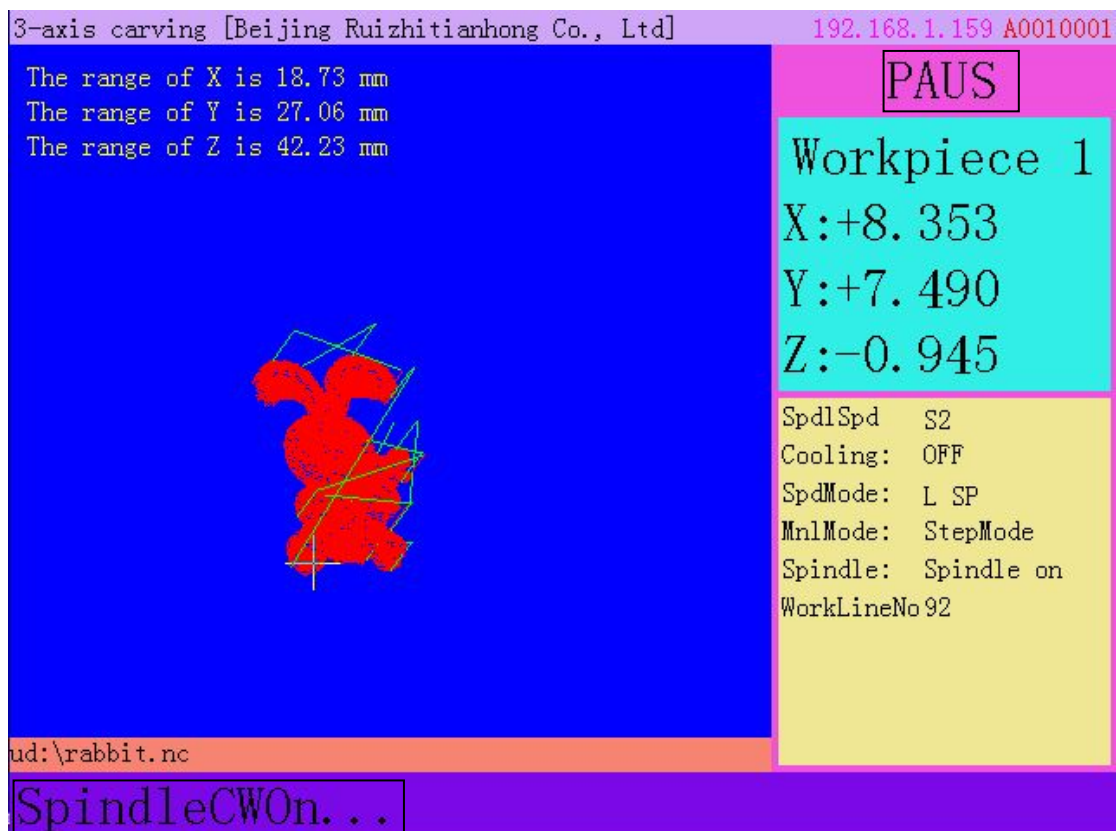 3-axis carving [Beijing Ruizhitianhong Co., Ltd] 192.168.1.159 A0010001
The range of X is 18.73 mm
The range of Y is 27.06 mm
The range of Z is 42.23 mm
PAUS
Workpiece 1
X:+8.353
Y:+7.490
Z:-0.945
SpdlSpd S2
Cooling: OFF
SpdMode: L SP
MnlMode: StepMode
Spindle: Spindle on
WorkLineNo 92
ud:\rabbit.nc
SpindleCWOn...